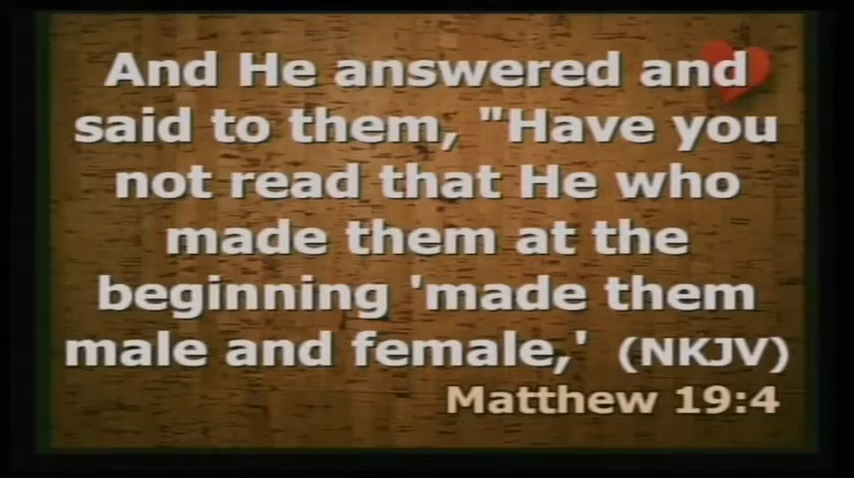 And He answered and
said to them, "Have you
not read that He who
made them at the
beginning 'made them
male and female,' (NKJV)
Matthew 19:4